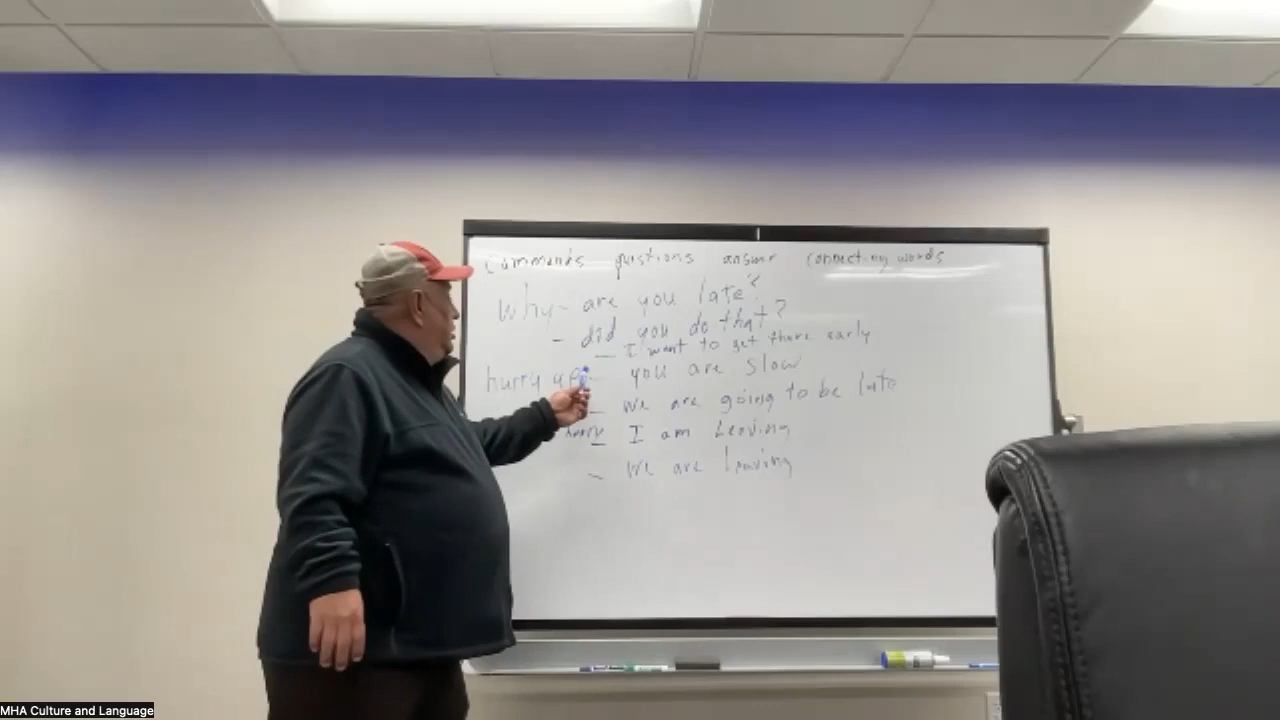 commands questions answer connecting words
Why - are you late?
- did you do that?
- I want to get there early
hurry up - you are slow
- we are going to be late
hurry I am Leaving
- we are leaving
MHA Culture and Language